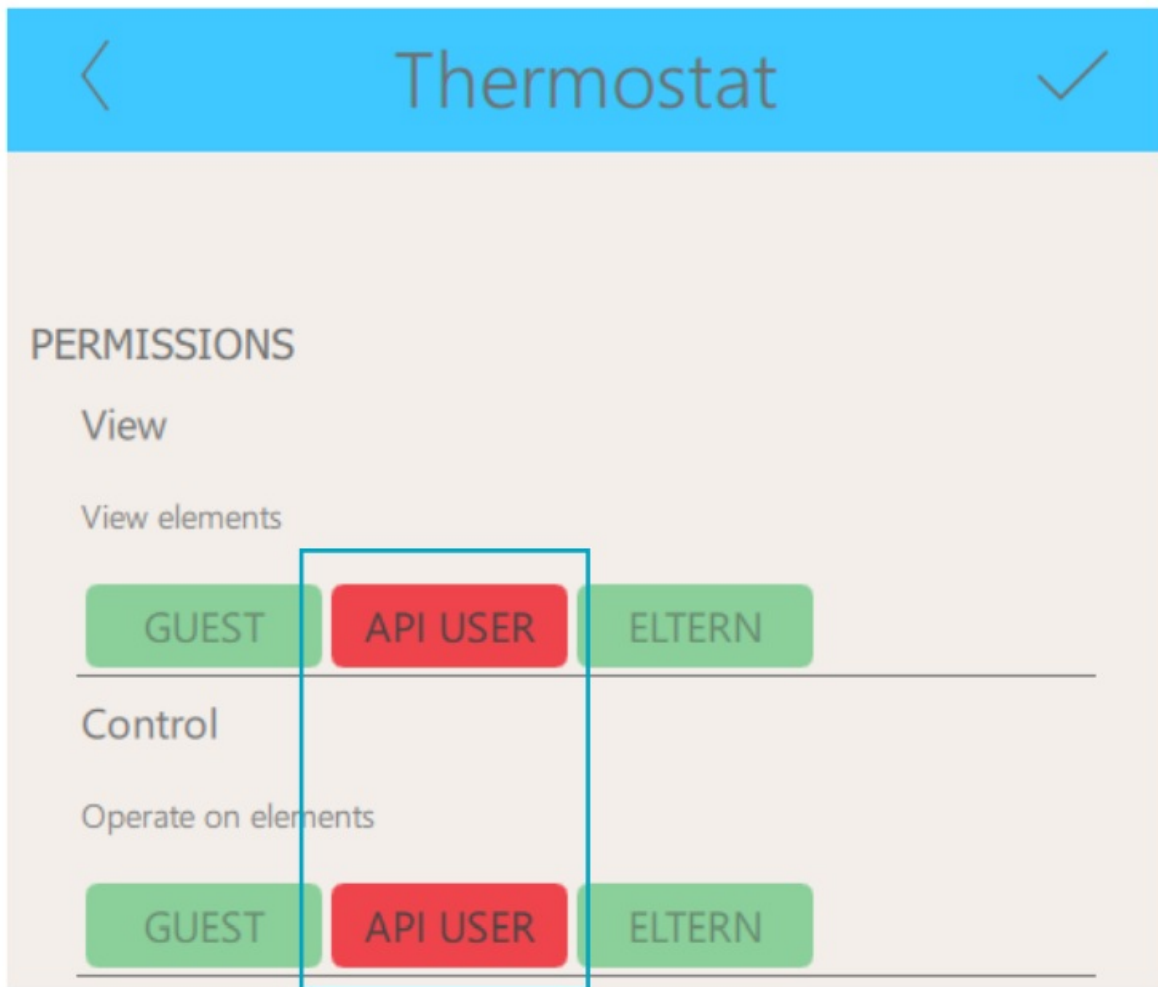 Thermostat
PERMISSIONS
View
View elements
GUEST API USER ELTERN
Control
Operate on elements
GUEST API USER ELTERN